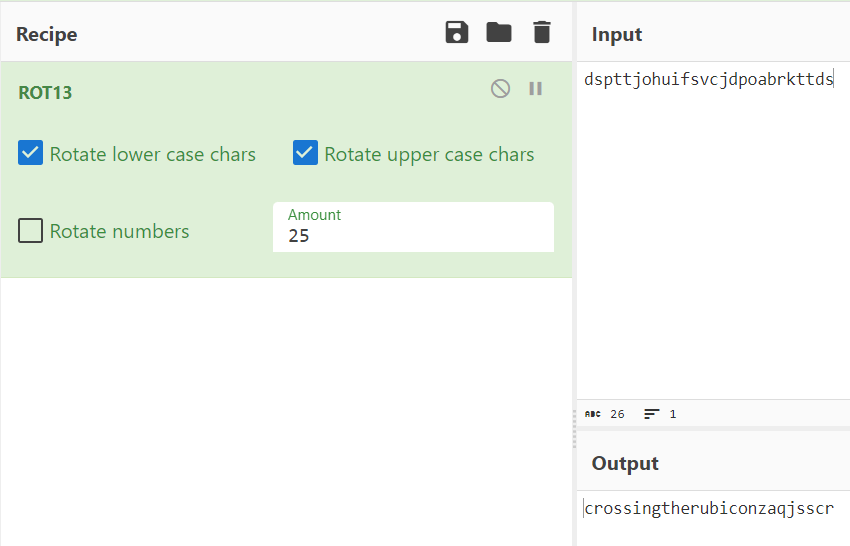 Recipe
ROT13
Rotate lower case chars
Rotate upper case chars
Rotate numbers
Amount
25
Input
dspttjohuifsvcjdpoabrkttds
ABC 26 1
Output
crossingtherubiconzaqjsscr